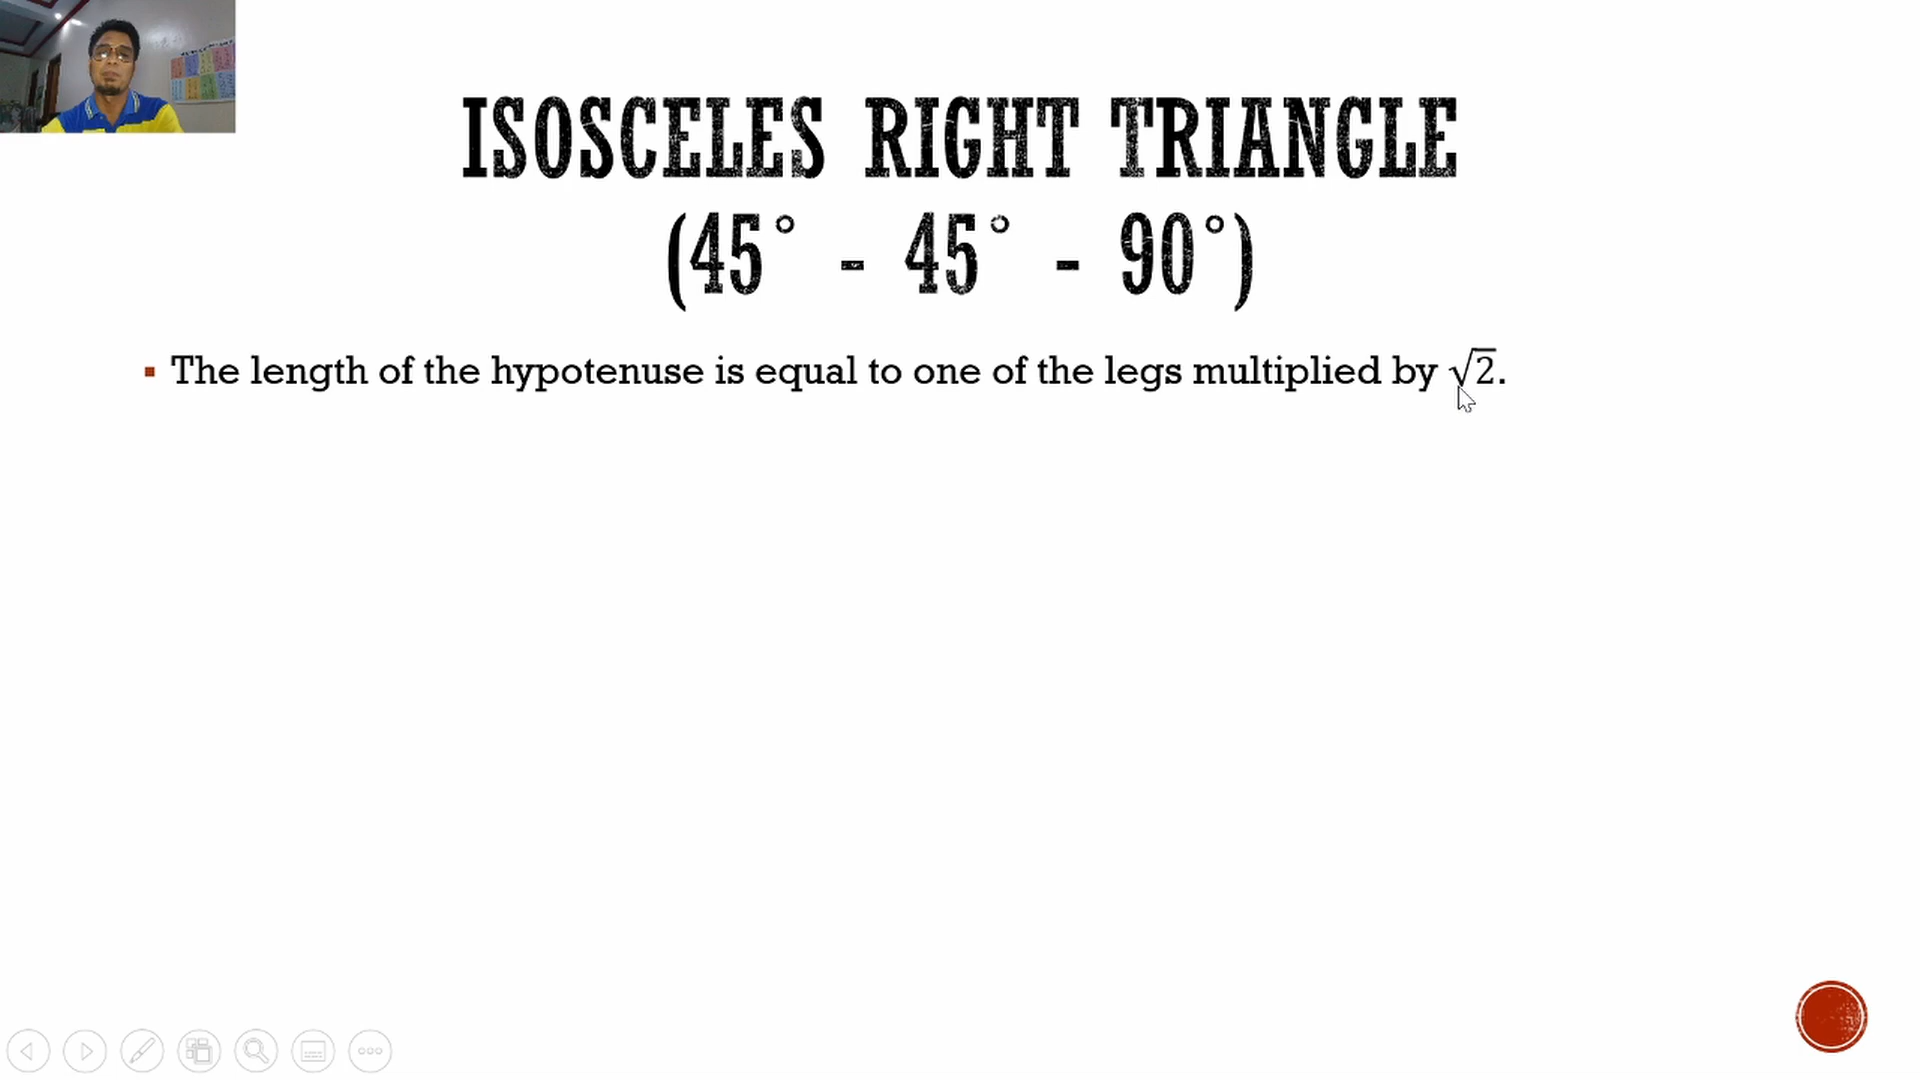 ISOSCELES RIGHT TRIANGLE
(45° - 45° - 90°)
▪ The length of the hypotenuse is equal to one of the legs multiplied by √2.